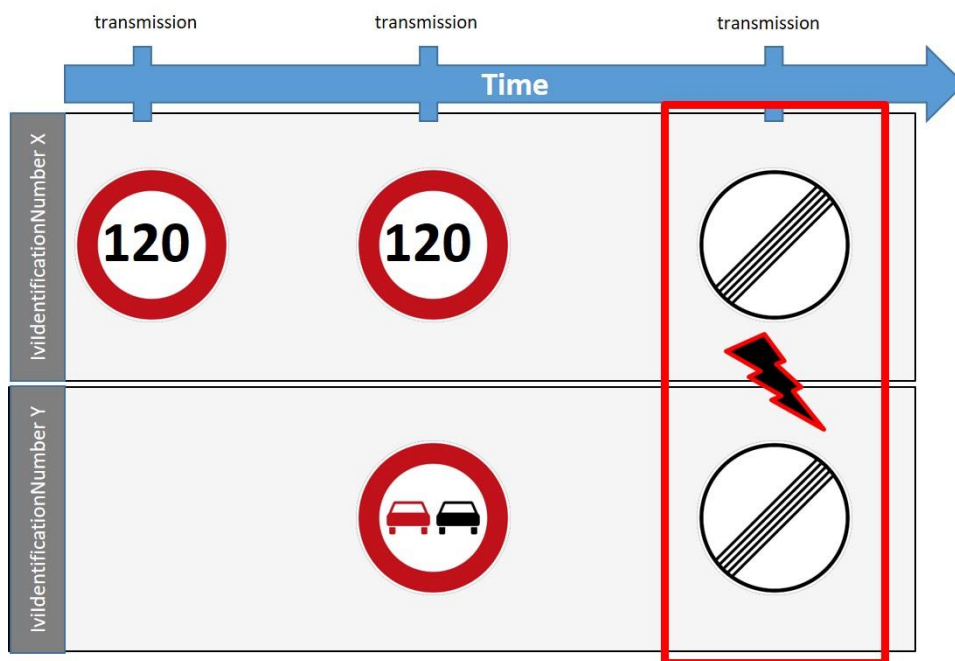 transmission
transmission
transmission
Time
IviIdentificationNumber X
120
120
IviIdentificationNumber Y